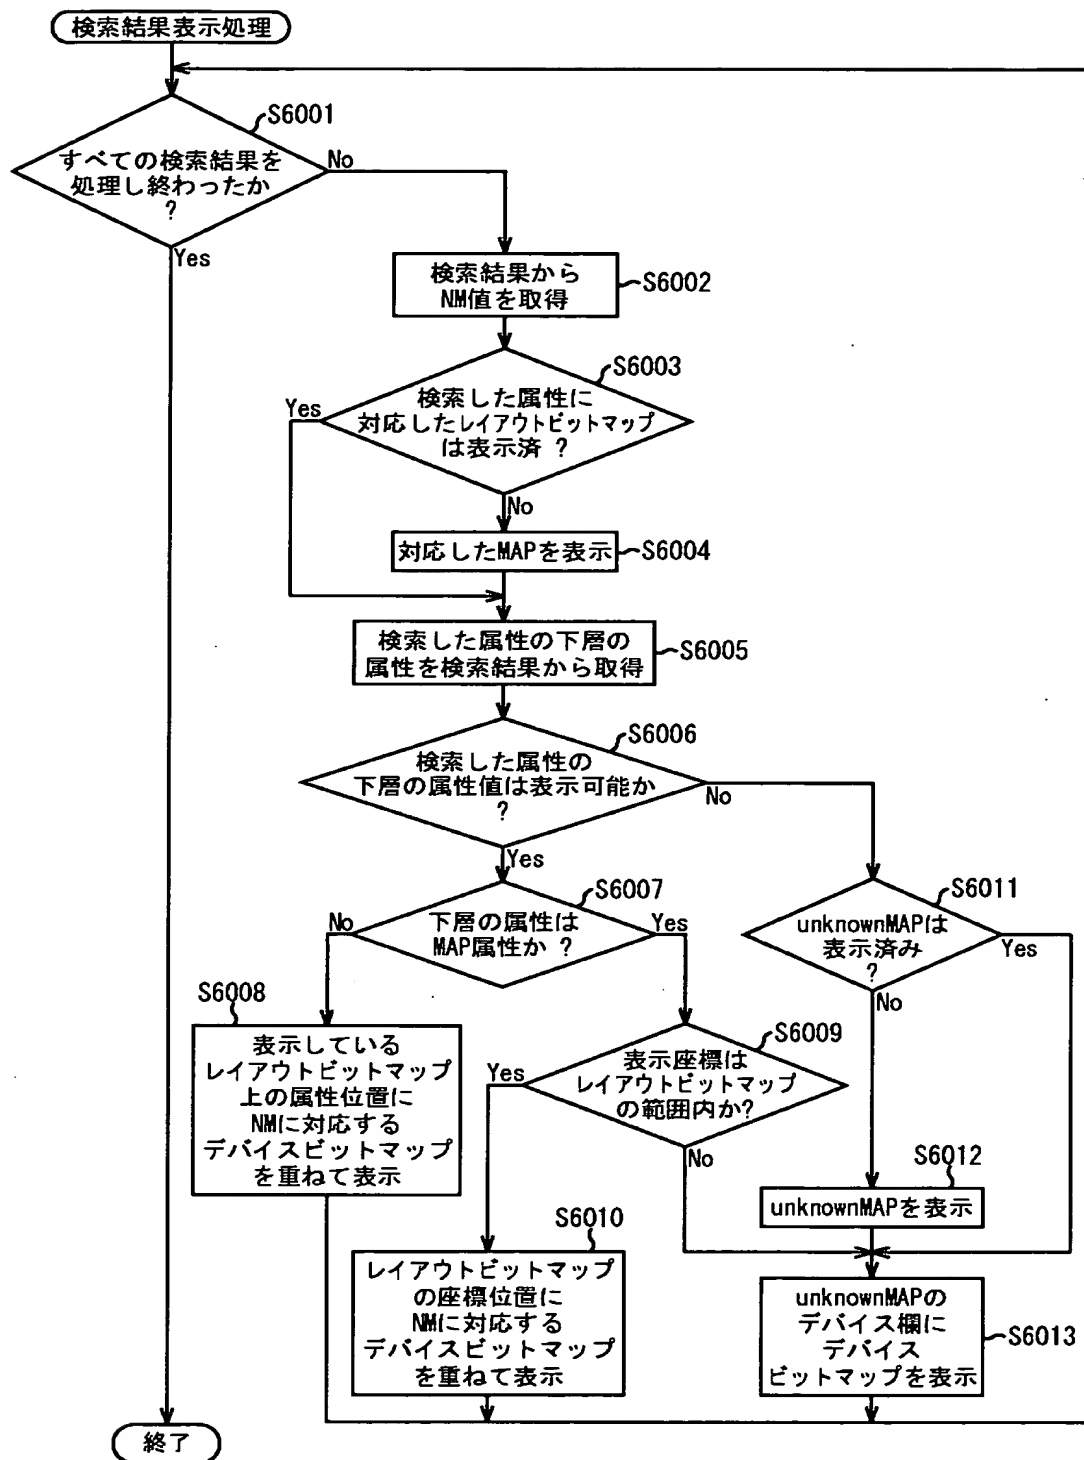 検索結果表示処理
S6001
すべての検索結果を
処理し終わったか
?
No
Yes
検索結果から
NM値を取得
S6002
S6003
検索した属性に
対応したレイアウトビットマップ
は表示済 ?
Yes
No
対応したMAPを表示
S6004
検索した属性の下層の
属性を検索結果から取得
S6005
S6006
検索した属性の
下層の属性値は表示可能か
?
No
Yes
S6007
下層の属性は
MAP属性か ?
No
Yes
S6011
unknownMAPは
表示済み
?
Yes
No
S6008
表示している
レイアウトビットマップ
上の属性位置に
NMに対応する
デバイスビットマップ
を重ねて表示
S6009
表示座標は
レイアウトビットマップ
の範囲内か?
Yes
No
S6012
unknownMAPを表示
S6010
レイアウトビットマップ
の座標位置に
NMに対応する
デバイスビットマップ
を重ねて表示
unknownMAPの
デバイス欄に
デバイス
ビットマップを表示
S6013
終了